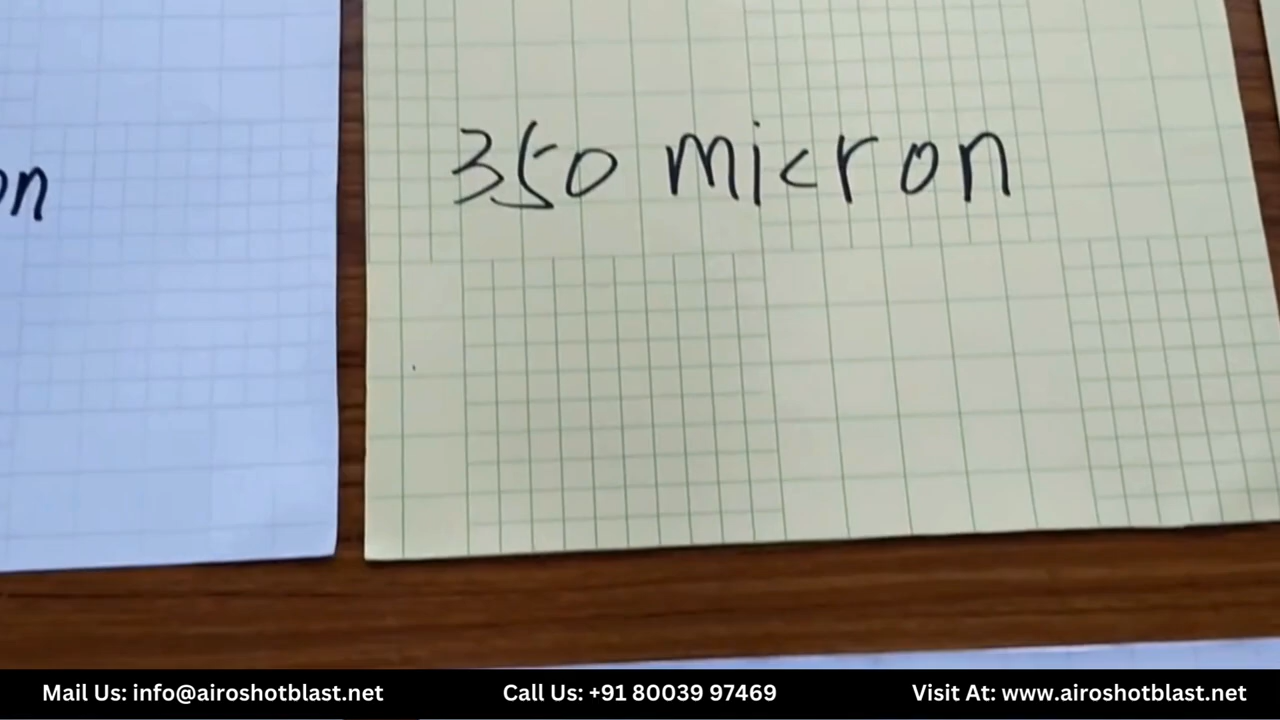 on
350 micron
Mail Us: info@airoshotblast.net
Call Us: +91 80039 97469
Visit At: www.airoshotblast.net